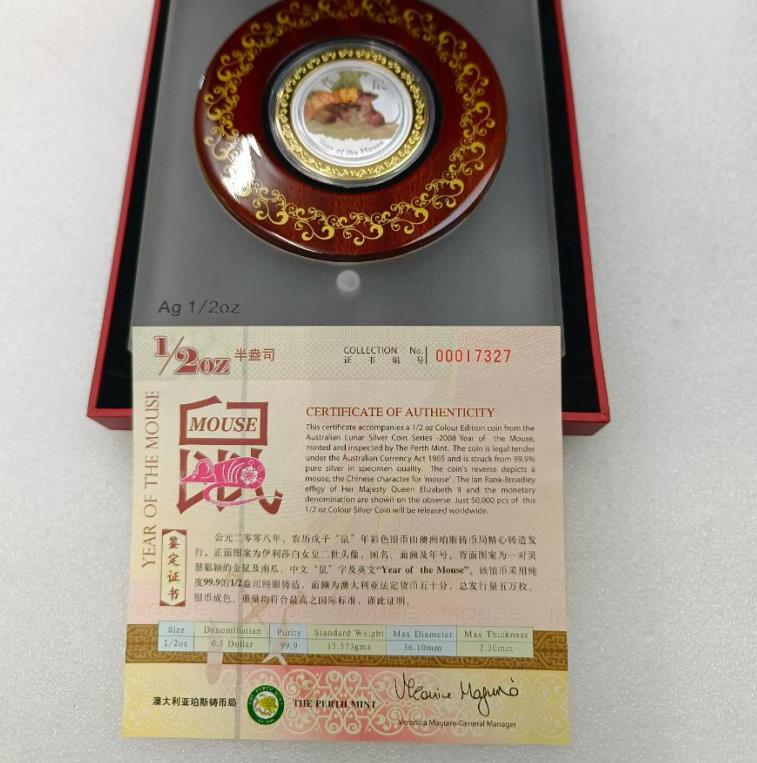 Year of the Mouse
Ag 1/2oz
1/2oz 半盎司
COLLECTION No.
证书编号
00017327
YEAR OF THE MOUSE
MOUSE
鉴定证书
CERTIFICATE OF AUTHENTICITY
This certificate accompanies a 1/2 oz Colour Edition coin from the
Australian Lunar Silver Coin Series -2008 Year of the Mouse,
minted and inspected by The Perth Mint. The coin is legal tender
under the Australian Currency Act 1965 and is struck from 99.9%
pure silver in specimen quality. The coin's reverse depicts a
mouse, the Chinese character for 'mouse'. The Ian Rank-Broadley
effigy of Her Majesty Queen Elizabeth II and the monetary
denomination are shown on the obverse. Just 50,000 pcs of this
1/2 oz Colour Silver Coin will be released worldwide.
公元二零零八年，农历戊子“鼠”年彩色银币由澳洲珀斯铸币局精心铸造发
行。正面图案为伊利莎白女皇二世头像，国名、面额及年号。背面图案为一对灵
慧聪颖的金鼠及南瓜，中文“鼠”字及英文“Year of the Mouse”。该银币采用纯
度99.9的1/2盎司纯银铸造，面额为澳大利亚法定货币五十分，总发行量五万枚，
银币成色、重量均符合最高之国际标准，谨此证明。
Size Denomination Purity Standard Weight Max Diameter Max Thickness
1/2oz 0.5 Dollar 99.9 15.573gms 36.10mm 2.30mm
澳大利亚珀斯铸币局
THE PERTH MINT
Veronica Maguire-General Manager